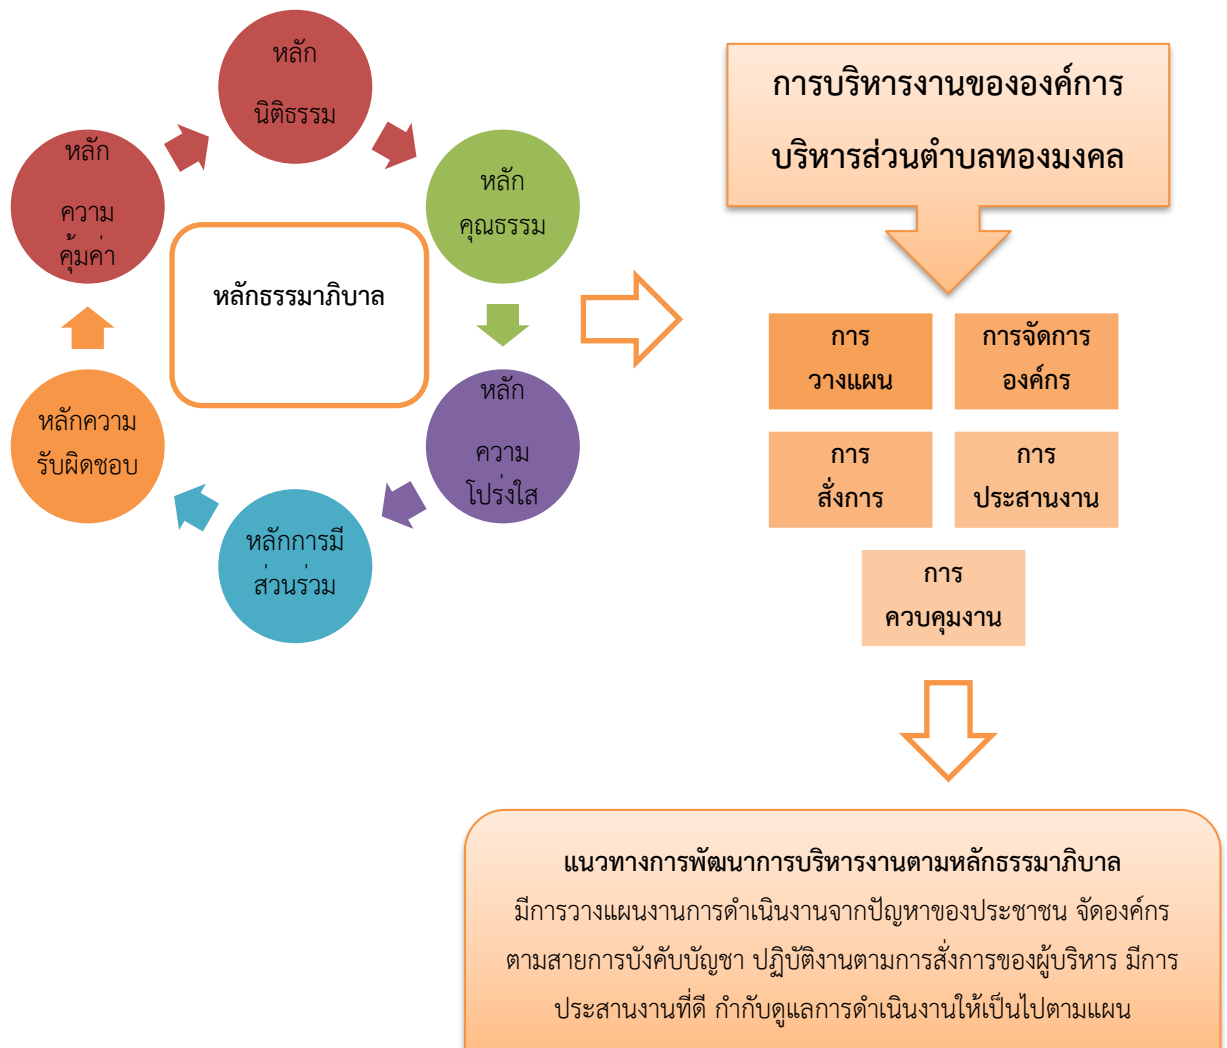 หลัก
นิติธรรม
หลัก
คุณธรรม
หลัก
ความ
โปร่งใส
หลักการมี
ส่วนร่วม
หลักความ
รับผิดชอบ
หลัก
ความ
คุ้มค่า
หลักธรรมาภิบาล
การบริหารงานขององค์การ
บริหารส่วนตำบลทองมงคล
การ
วางแผน
การจัดการ
องค์กร
การ
สั่งการ
การ
ประสานงาน
การ
ควบคุมงาน
แนวทางการพัฒนาการบริหารงานตามหลักธรรมาภิบาล
มีการวางแผนงานการดำเนินงานจากปัญหาของประชาชน จัดองค์กร
ตามสายการบังคับบัญชา ปฏิบัติงานตามการสั่งการของผู้บริหาร มีการ
ประสานงานที่ดี กำกับดูแลการดำเนินงานให้เป็นไปตามแผน